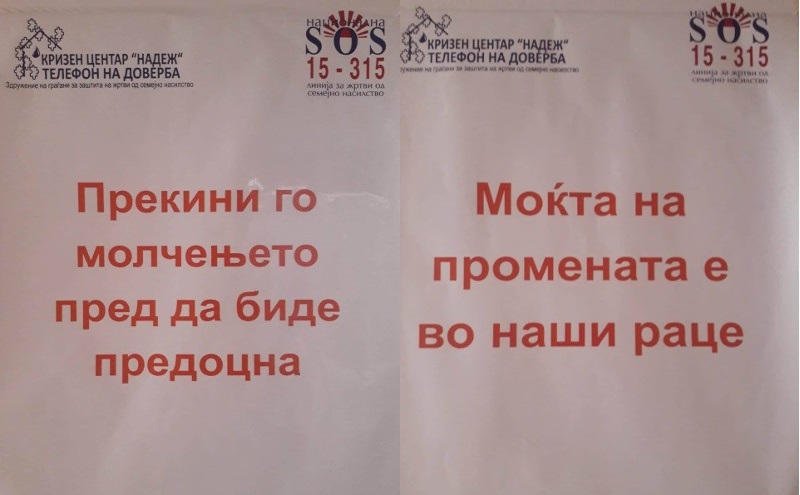 КРИЗЕН ЦЕНТАР "НАДЕЖ"
ТЕЛЕФОН НА ДОВЕРБА
Здружение на граѓани за заштита на жртви од семејно насилство
национална
SOS
15 - 315
линија за жртви од
семејно насилство
Прекини го
молчењето
пред да биде
предоцна
КРИЗЕН ЦЕНТАР "НАДЕЖ"
ТЕЛЕФОН НА ДОВЕРБА
дружение на граѓани за заштита на жртви од семејно насилство
национална
SOS
15 - 315
линија за жртви од
семејно насилство
Моќта на
промената е
во наши раце